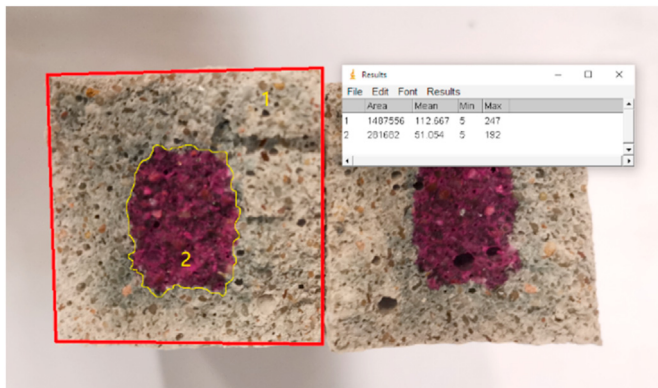 1
Results
File Edit Font Results
Area Mean Min Max
1 1487556 112.667 5 247
2 281682 51.054 5 192
2